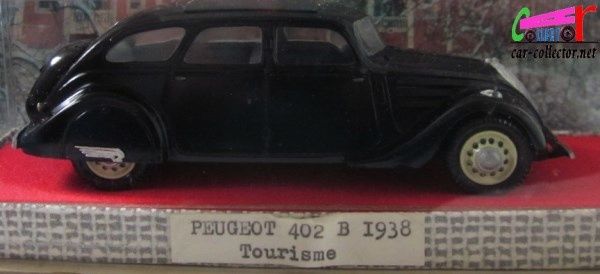 car-collector.net
PEUGEOT 402 B 1938
Tourisme